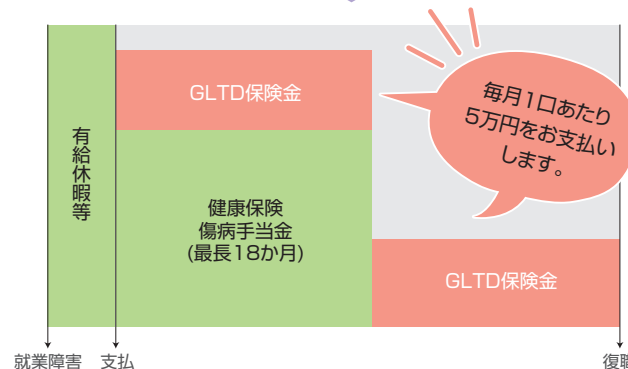 GLTD保険金
毎月1口あたり
5万円をお支払い
します。
有給休暇等
健康保険
傷病手当金
(最長18か月)
GLTD保険金
就業障害
支払
復職